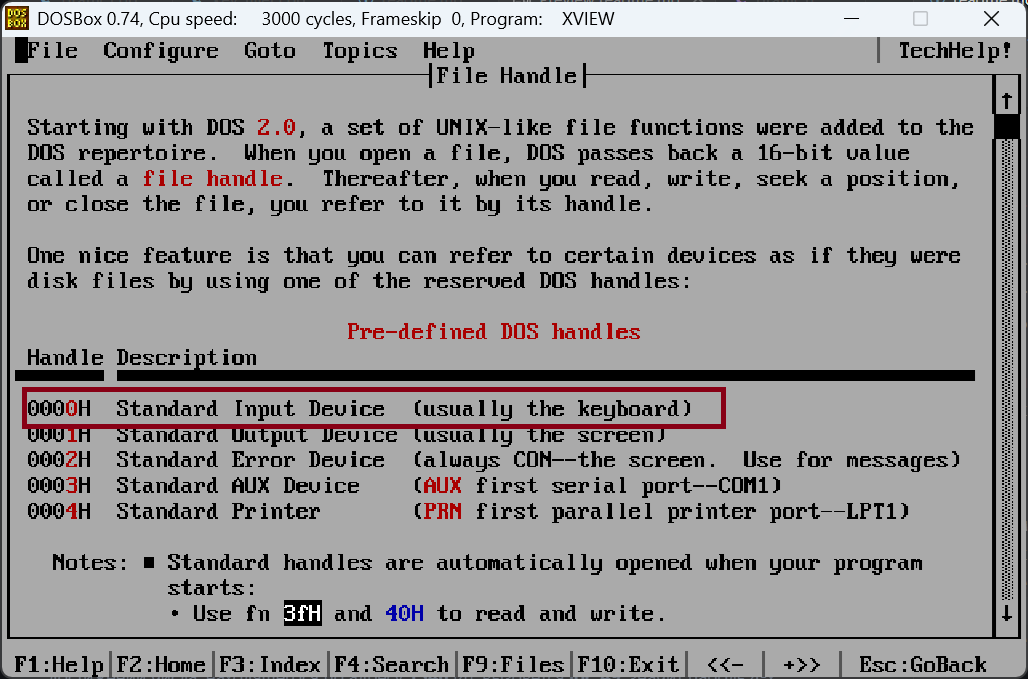 DOSBox 0.74, Cpu speed: 3000 cycles, Frameskip 0, Program: XVIEW
File Configure Goto Topics Help TechHelp!
File Handle
Starting with DOS 2.0, a set of UNIX-like file functions were added to the
DOS repertoire. When you open a file, DOS passes back a 16-bit value
called a file handle. Thereafter, when you read, write, seek a position,
or close the file, you refer to it by its handle.
One nice feature is that you can refer to certain devices as if they were
disk files by using one of the reserved DOS handles:
Pre-defined DOS handles
Handle Description
0000H Standard Input Device (usually the keyboard)
0001H Standard Output Device (usually the screen)
0002H Standard Error Device (always CON--the screen. Use for messages)
0003H Standard AUX Device (AUX first serial port--COM1)
0004H Standard Printer (PRN first parallel printer port--LPT1)
Notes: ■ Standard handles are automatically opened when your program
starts:
• Use fn 3fH and 40H to read and write.
F1:Help F2:Home F3:Index F4:Search F9:Files F10:Exit <<- +>> Esc:GoBack